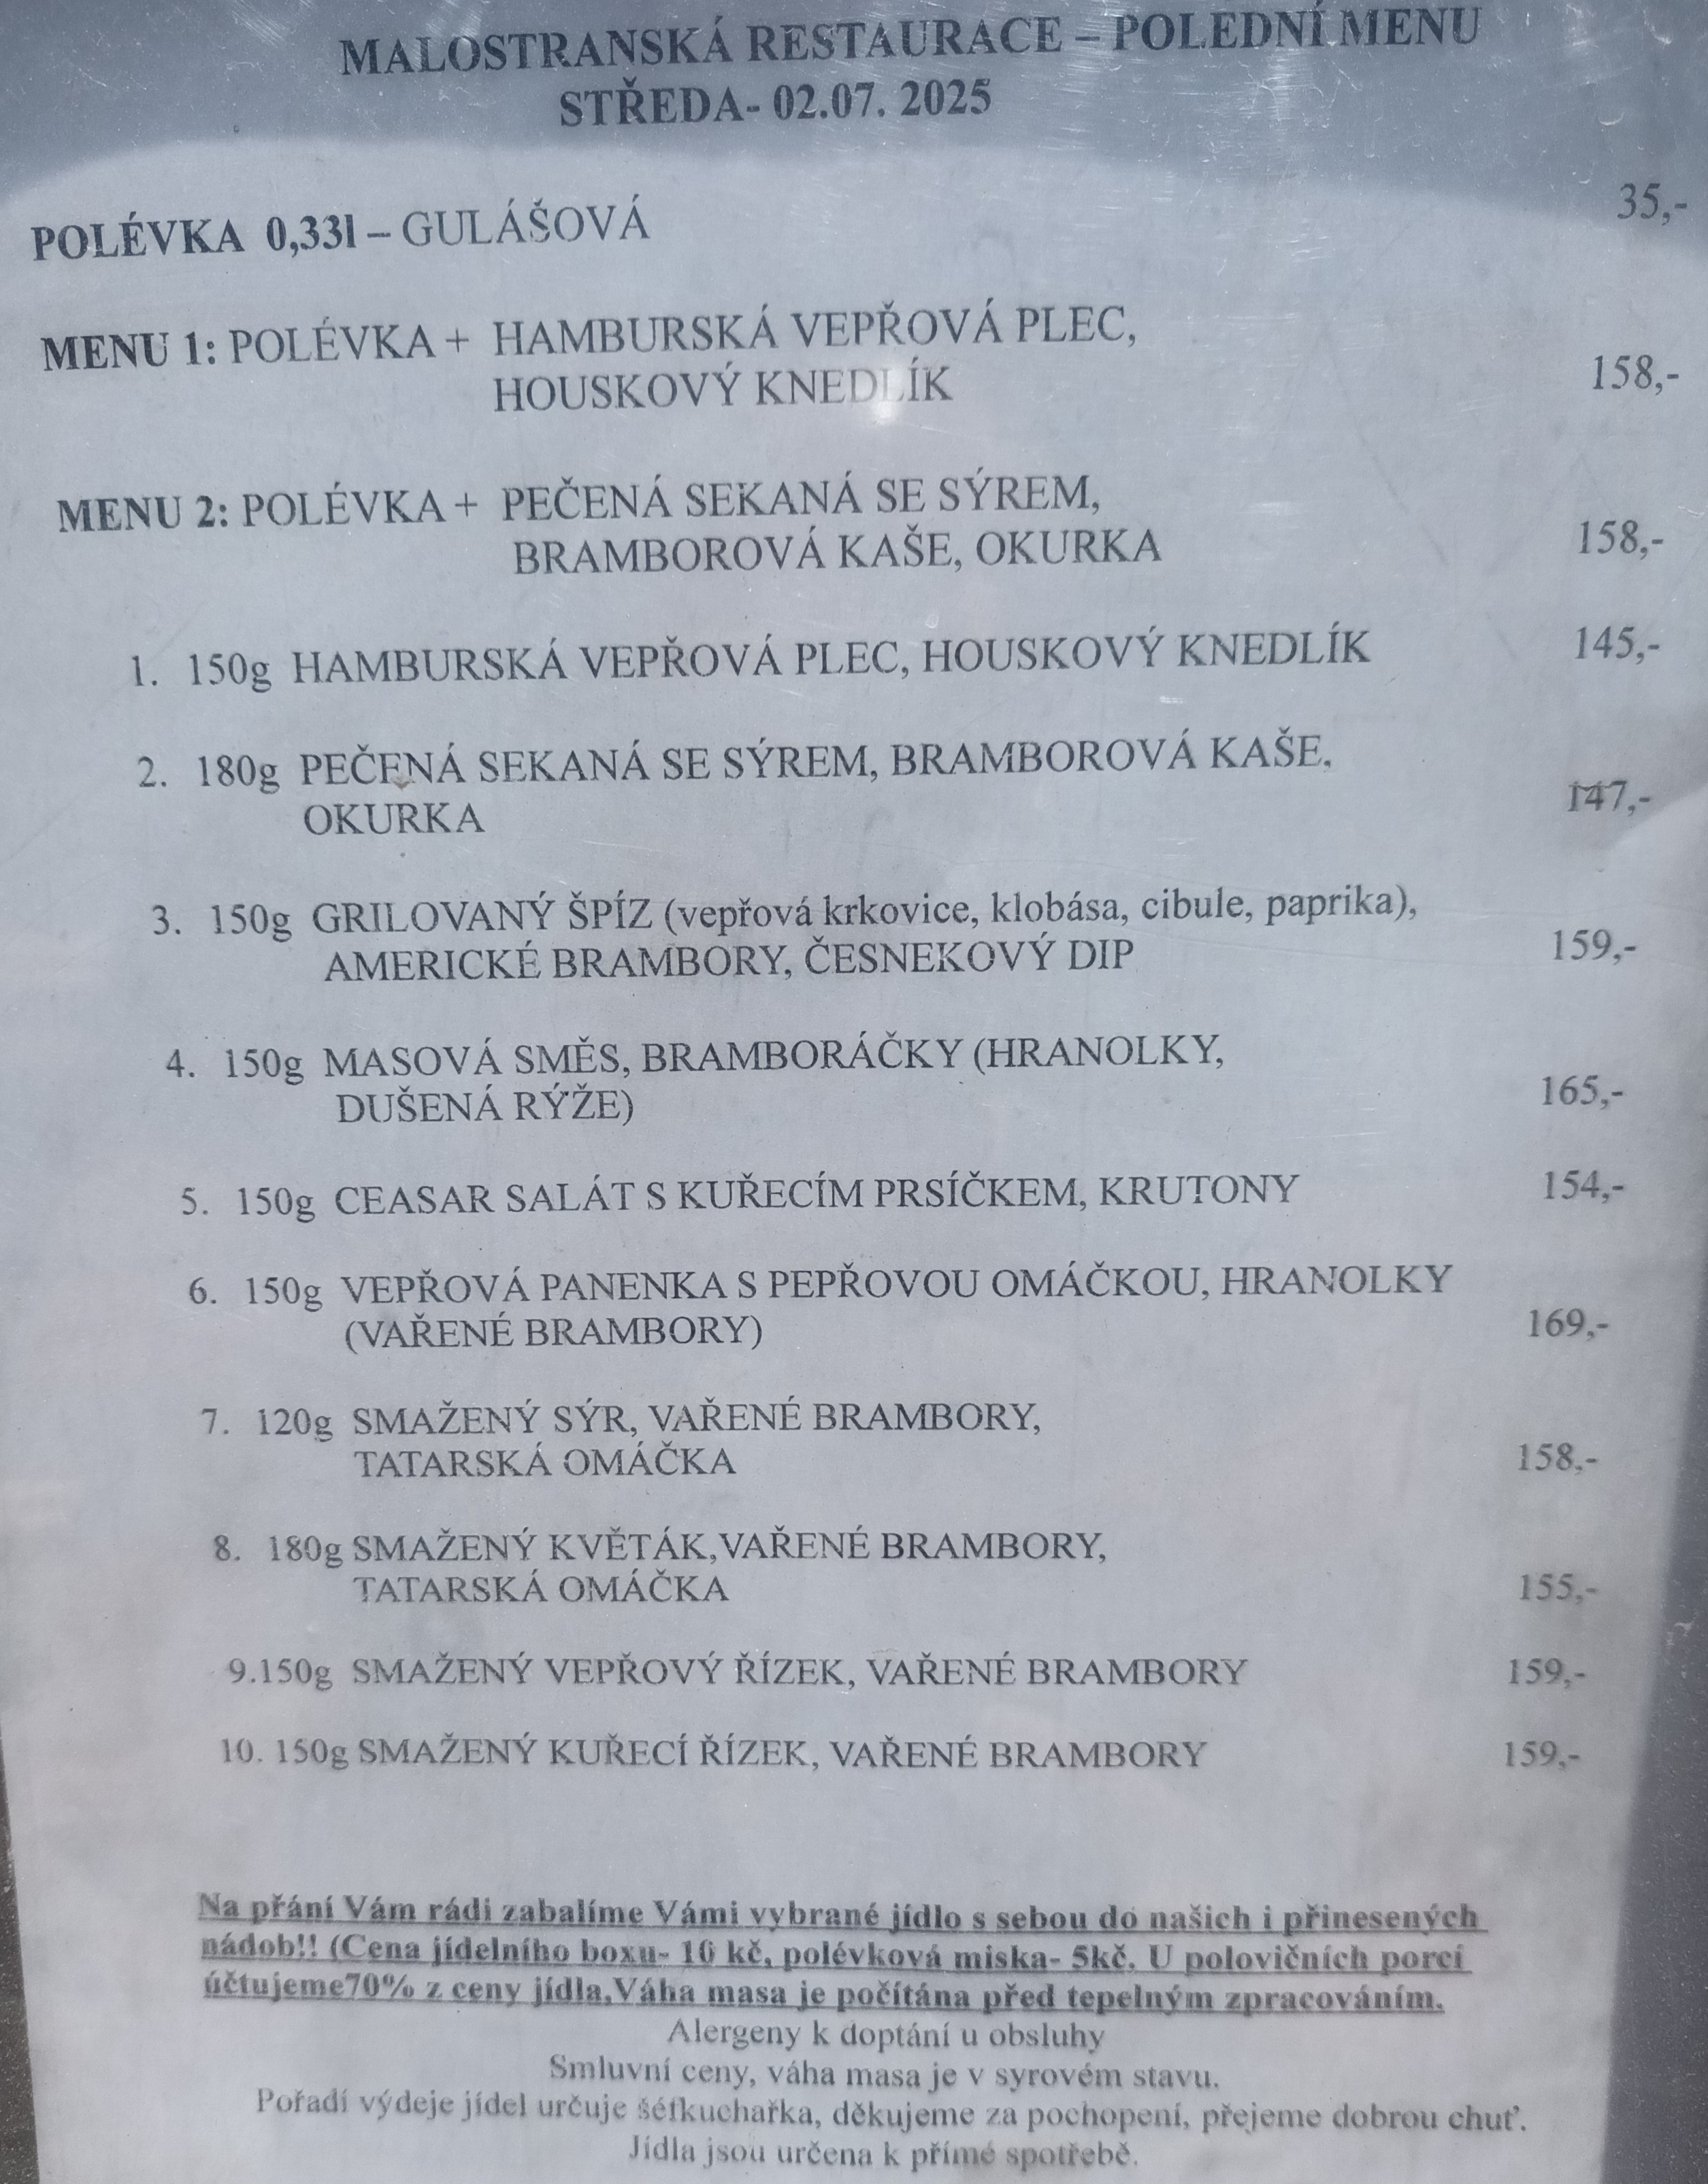 MALOSTRANSKÁ RESTAURACE – POLEDNÍ MENU
STŘEDA- 02.07. 2025
POLÉVKA 0,33l – GULÁŠOVÁ 35,-
MENU 1: POLÉVKA + HAMBURSKÁ VEPŘOVÁ PLEC,
HOUSKOVÝ KNEDLÍK 158,-
MENU 2: POLÉVKA + PEČENÁ SEKANÁ SE SÝREM,
BRAMBOROVÁ KAŠE, OKURKA 158,-
1. 150g HAMBURSKÁ VEPŘOVÁ PLEC, HOUSKOVÝ KNEDLÍK 145,-
2. 180g PEČENÁ SEKANÁ SE SÝREM, BRAMBOROVÁ KAŠE,
OKURKA 147,-
3. 150g GRILOVANÝ ŠPÍZ (vepřová krkovice, klobása, cibule, paprika),
AMERICKÉ BRAMBORY, ČESNEKOVÝ DIP 159,-
4. 150g MASOVÁ SMĚS, BRAMBORÁČKY (HRANOLKY,
DUŠENÁ RÝŽE) 165,-
5. 150g CEASAR SALÁT S KUŘECÍM PRSÍČKEM, KRUTONY 154,-
6. 150g VEPŘOVÁ PANENKA S PEPŘOVOU OMÁČKOU, HRANOLKY
(VAŘENÉ BRAMBORY) 169,-
7. 120g SMAŽENÝ SÝR, VAŘENÉ BRAMBORY,
TATARSKÁ OMÁČKA 158,-
8. 180g SMAŽENÝ KVĚTÁK,VAŘENÉ BRAMBORY,
TATARSKÁ OMÁČKA 155,-
9.150g SMAŽENÝ VEPŘOVÝ ŘÍZEK, VAŘENÉ BRAMBORY 159,-
10. 150g SMAŽENÝ KUŘECÍ ŘÍZEK, VAŘENÉ BRAMBORY 159,-
Na přání Vám rádi zabalíme Vámi vybrané jídlo s sebou do našich i přinesených
nádob!! (Cena jídelního boxu- 10 kč, polévková miska- 5kč. U polovičních porcí
účtujeme70% z ceny jídla,Váha masa je počítána před tepelným zpracováním.
Alergeny k doptání u obsluhy
Smluvní ceny, váha masa je v syrovém stavu.
Pořadí výdeje jídel určuje šéfkuchařka, děkujeme za pochopení, přejeme dobrou chuť.
Jídla jsou určena k přímé spotřebě.